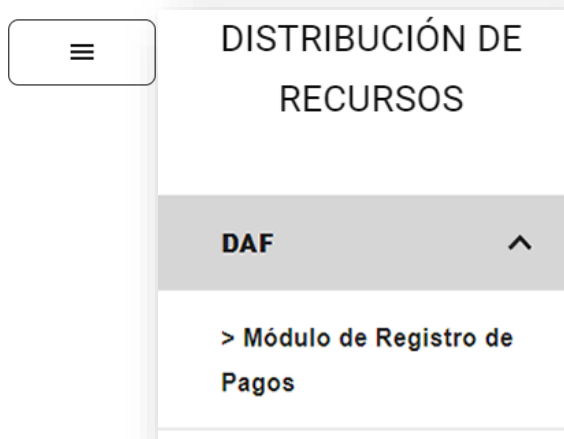 DISTRIBUCIÓN DE
RECURSOS
DAF
> Módulo de Registro de
Pagos